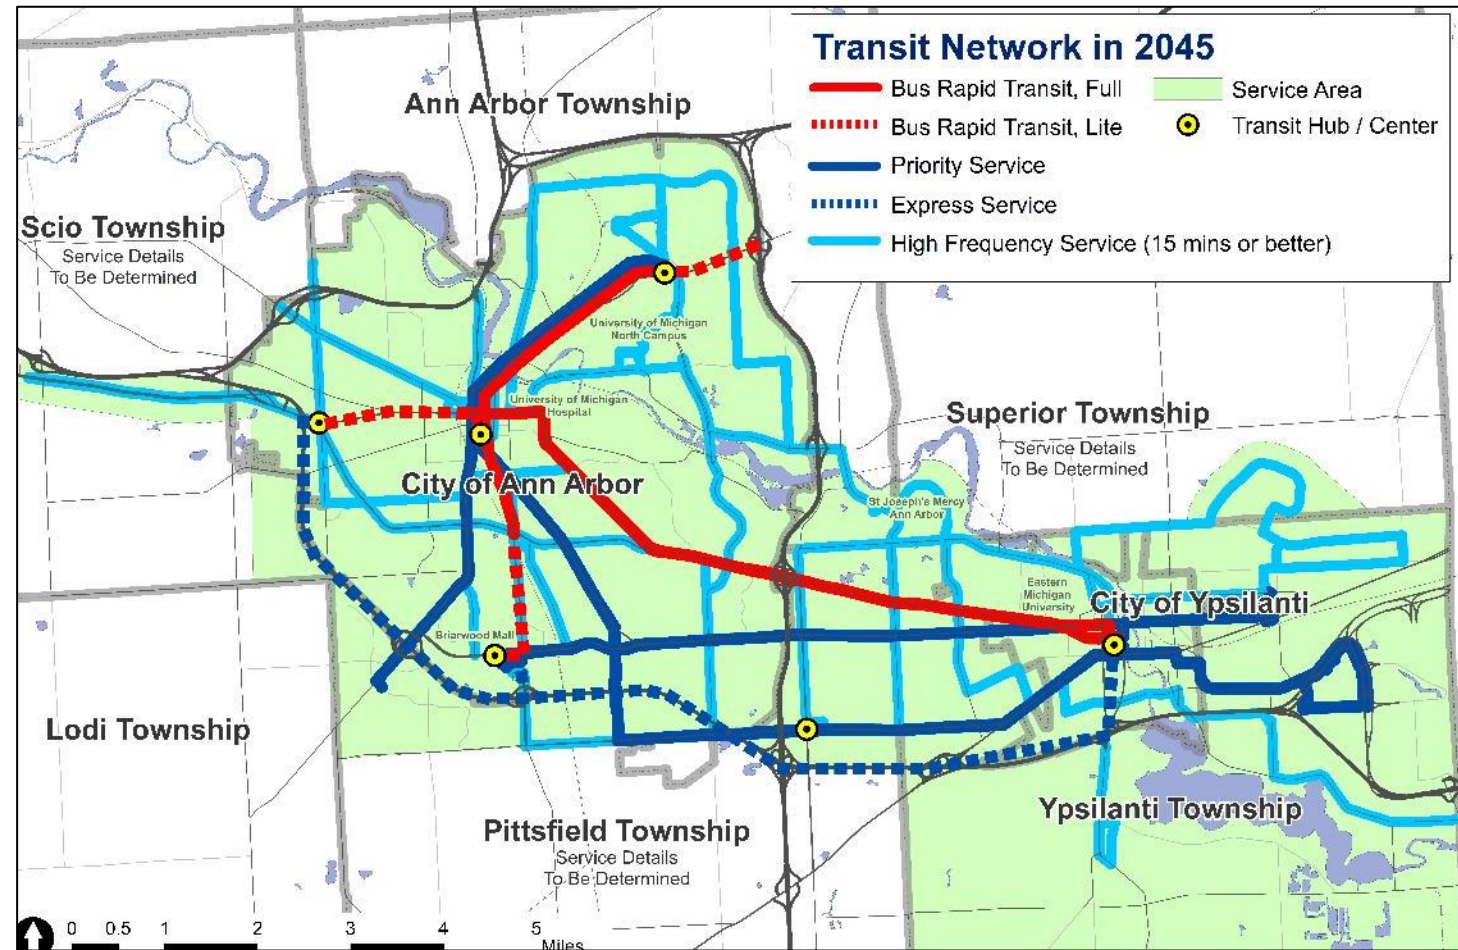 Transit Network in 2045
Bus Rapid Transit, Full
Bus Rapid Transit, Lite
Priority Service
Express Service
High Frequency Service (15 mins or better)
Service Area
Transit Hub / Center
Ann Arbor Township
Scio Township
Service Details
To Be Determined
University of Michigan
North Campus
University of Michigan
Hospital
Superior Township
Service Details
To Be Determined
City of Ann Arbor
St Joseph's Mercy
Ann Arbor
Eastern
Michigan
University
City of Ypsilanti
Briarwood Mall
Lodi Township
Ypsilanti Township
Pittsfield Township
Service Details
To Be Determined
0 0.5 1 2 3 4 5
Miles